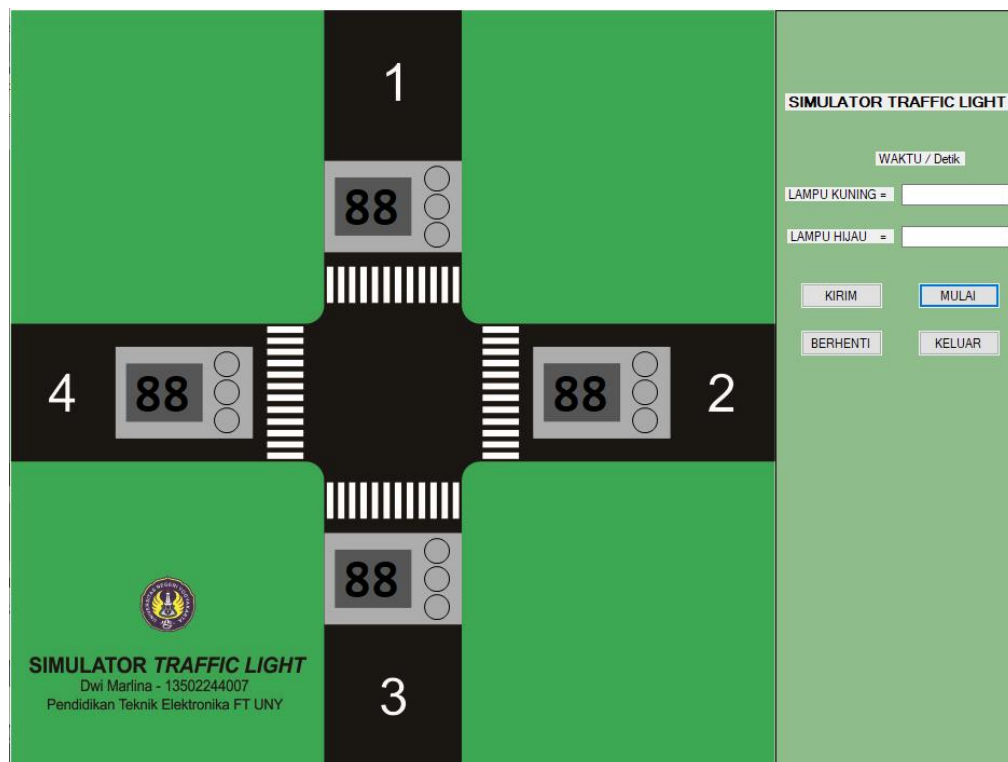 1
88
4
88
88
2
88
3
SIMULATOR TRAFFIC LIGHT
Dwi Marlina - 13502244007
Pendidikan Teknik Elektronika FT UNY
SIMULATOR TRAFFIC LIGHT
WAKTU / Detik
LAMPU KUNING =
LAMPU HIJAU =
KIRIM
MULAI
BERHENTI
KELUAR